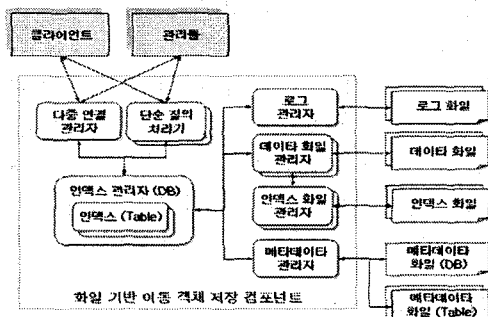 클라이언트
관리툴
다중 연결
관리자
단순 질의
처리기
로그
관리자
로그 화일
데이타 화일
관리자
데이타 화일
인덱스 관리자 (DB)
인덱스 (Table)
인덱스 화일
관리자
인덱스 화일
메타데이타
관리자
메타데이타
화일 (DB)
메타데이타
화일 (Table)
화일 기반 이동 객체 저장 컴포넌트